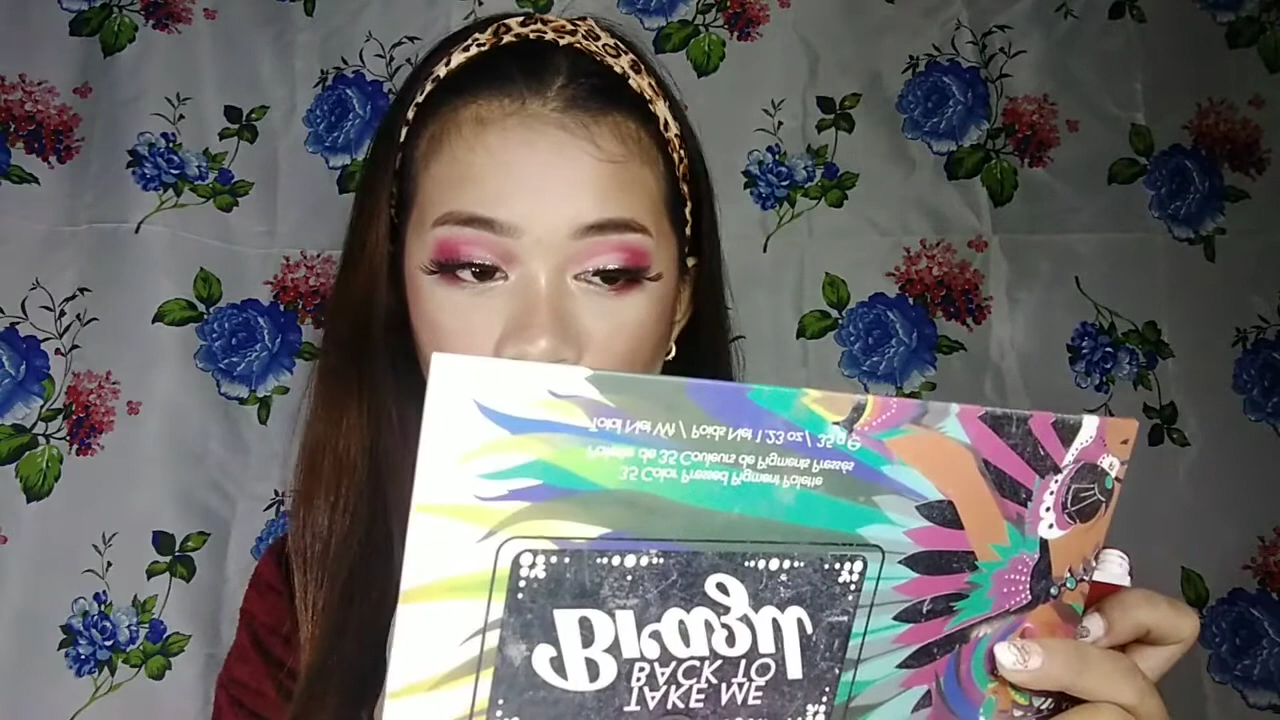 TAKE ME
BACK TO
Brazil
35 Color Pressed Pigment Palette
Palette de 35 Couleurs de Pigments Pressés
Total Net Wt / Poids Net 1.23 oz / 35 g e